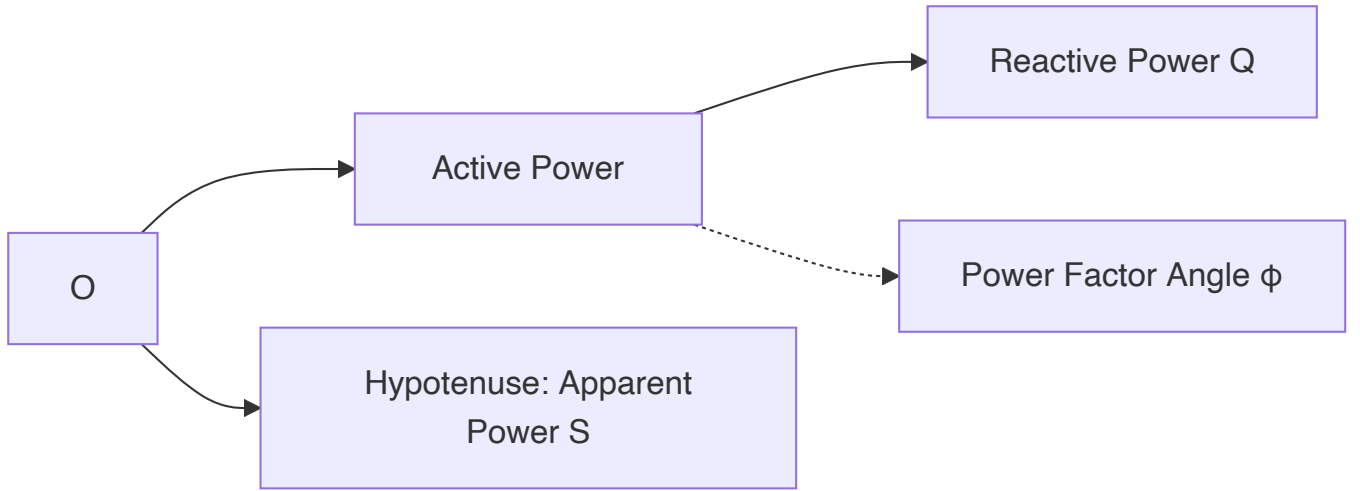 Reactive Power Q
Active Power
Power Factor Angle φ
O
Hypotenuse: Apparent
Power S